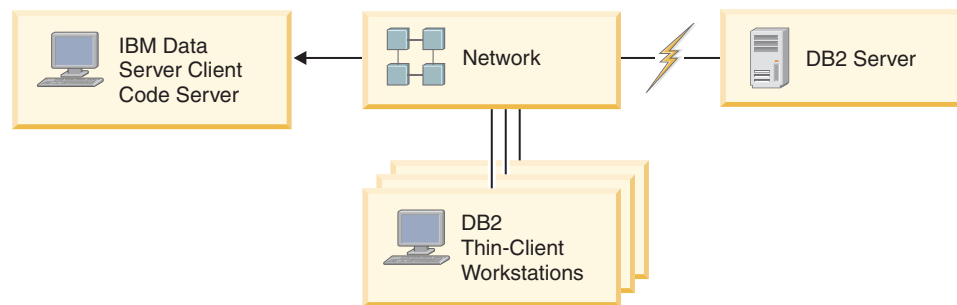 IBM Data
Server Client
Code Server
Network
DB2 Server
DB2
Thin-Client
Workstations